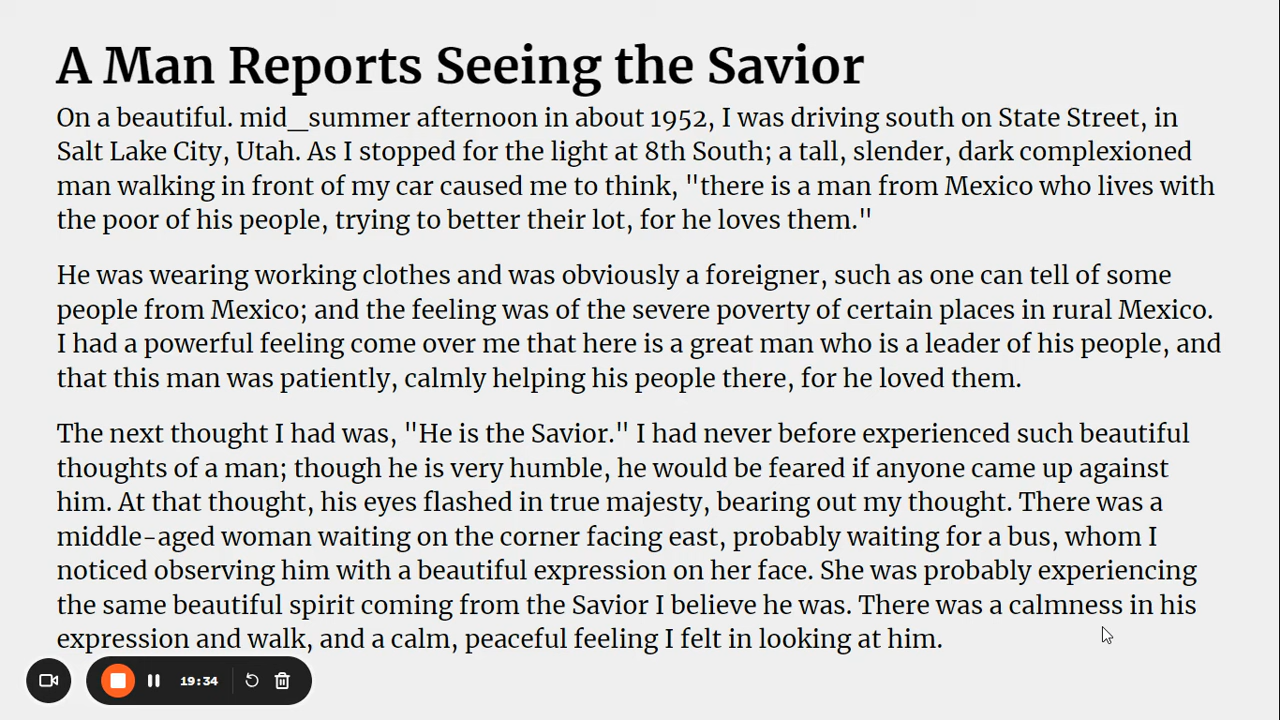 A Man Reports Seeing the Savior
On a beautiful. mid_summer afternoon in about 1952, I was driving south on State Street, in
Salt Lake City, Utah. As I stopped for the light at 8th South; a tall, slender, dark complexioned
man walking in front of my car caused me to think, "there is a man from Mexico who lives with
the poor of his people, trying to better their lot, for he loves them."
He was wearing working clothes and was obviously a foreigner, such as one can tell of some
people from Mexico; and the feeling was of the severe poverty of certain places in rural Mexico.
I had a powerful feeling come over me that here is a great man who is a leader of his people, and
that this man was patiently, calmly helping his people there, for he loved them.
The next thought I had was, "He is the Savior." I had never before experienced such beautiful
thoughts of a man; though he is very humble, he would be feared if anyone came up against
him. At that thought, his eyes flashed in true majesty, bearing out my thought. There was a
middle-aged woman waiting on the corner facing east, probably waiting for a bus, whom I
noticed observing him with a beautiful expression on her face. She was probably experiencing
the same beautiful spirit coming from the Savior I believe he was. There was a calmness in his
expression and walk, and a calm, peaceful feeling I felt in looking at him.
19:34